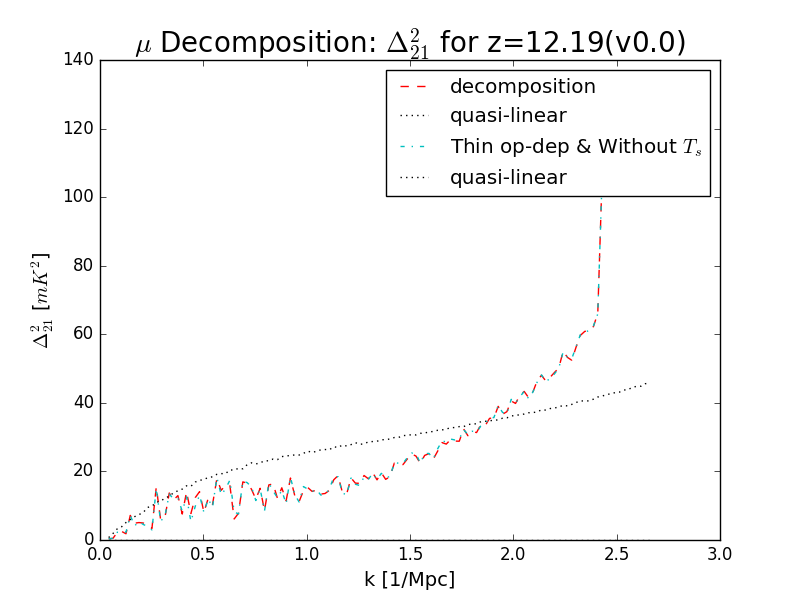 μ Decomposition: Δ²₂₁ for z=12.19(v0.0)
decomposition
quasi-linear
Thin op-dep & Without Tₛ
quasi-linear
140
120
100
80
60
40
20
0
Δ²₂₁ [mK²]
0.0 0.5 1.0 1.5 2.0 2.5 3.0
k [1/Mpc]